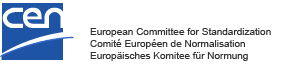 cen
European Committee for Standardization
Comité Européen de Normalisation
Europäisches Komitee für Normung